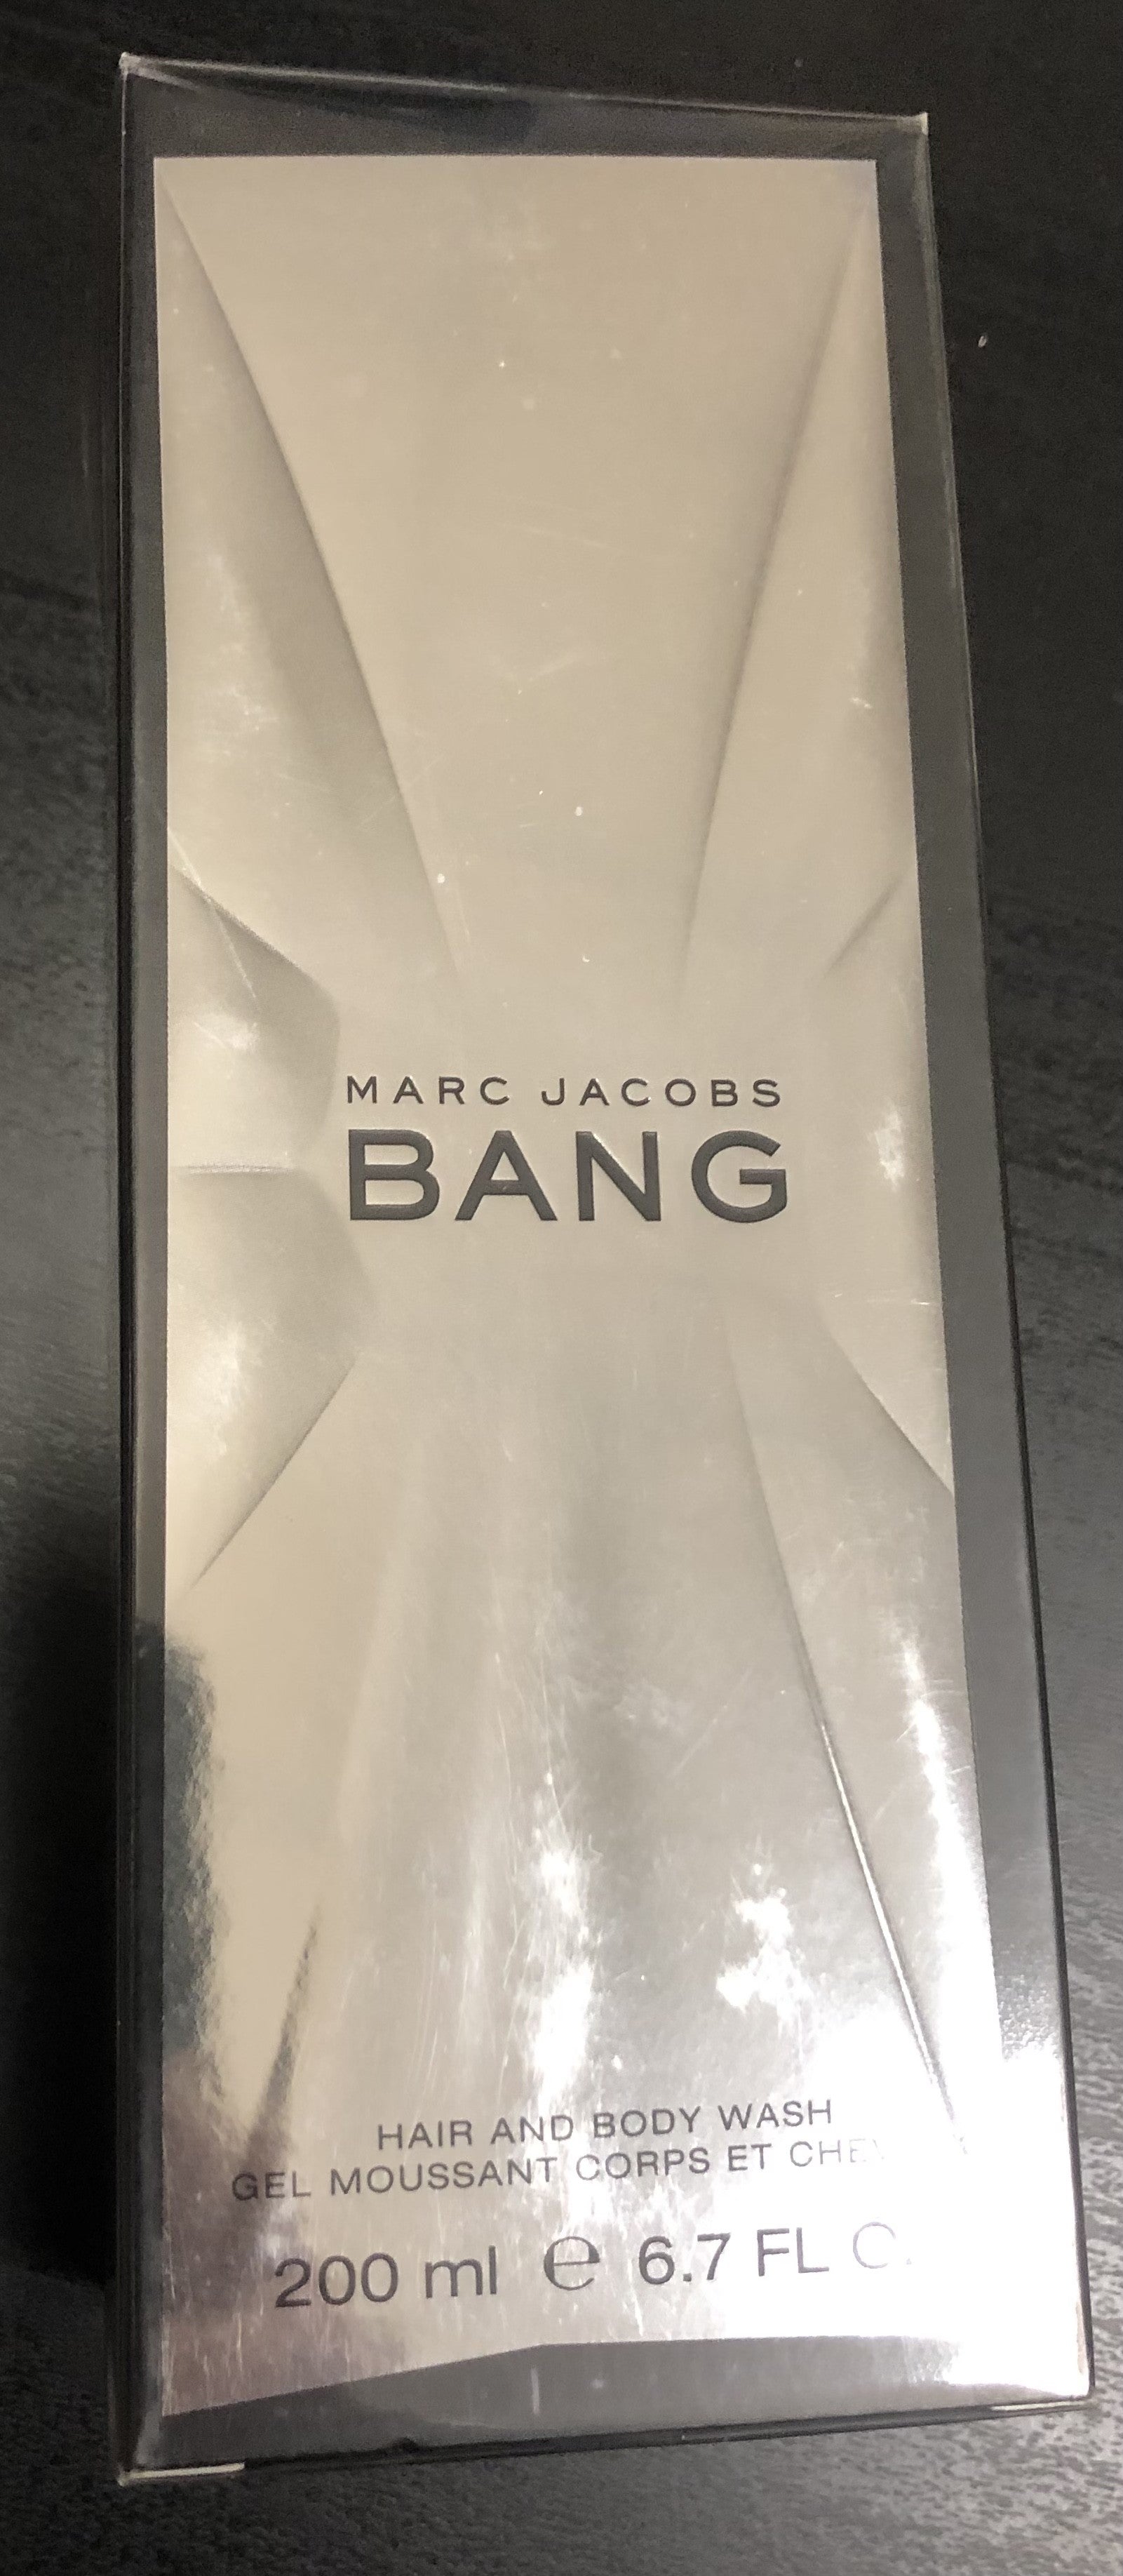 MARC JACOBS
BANG
HAIR AND BODY WASH
GEL MOUSSANT CORPS ET
200 ml e 6.7 FL